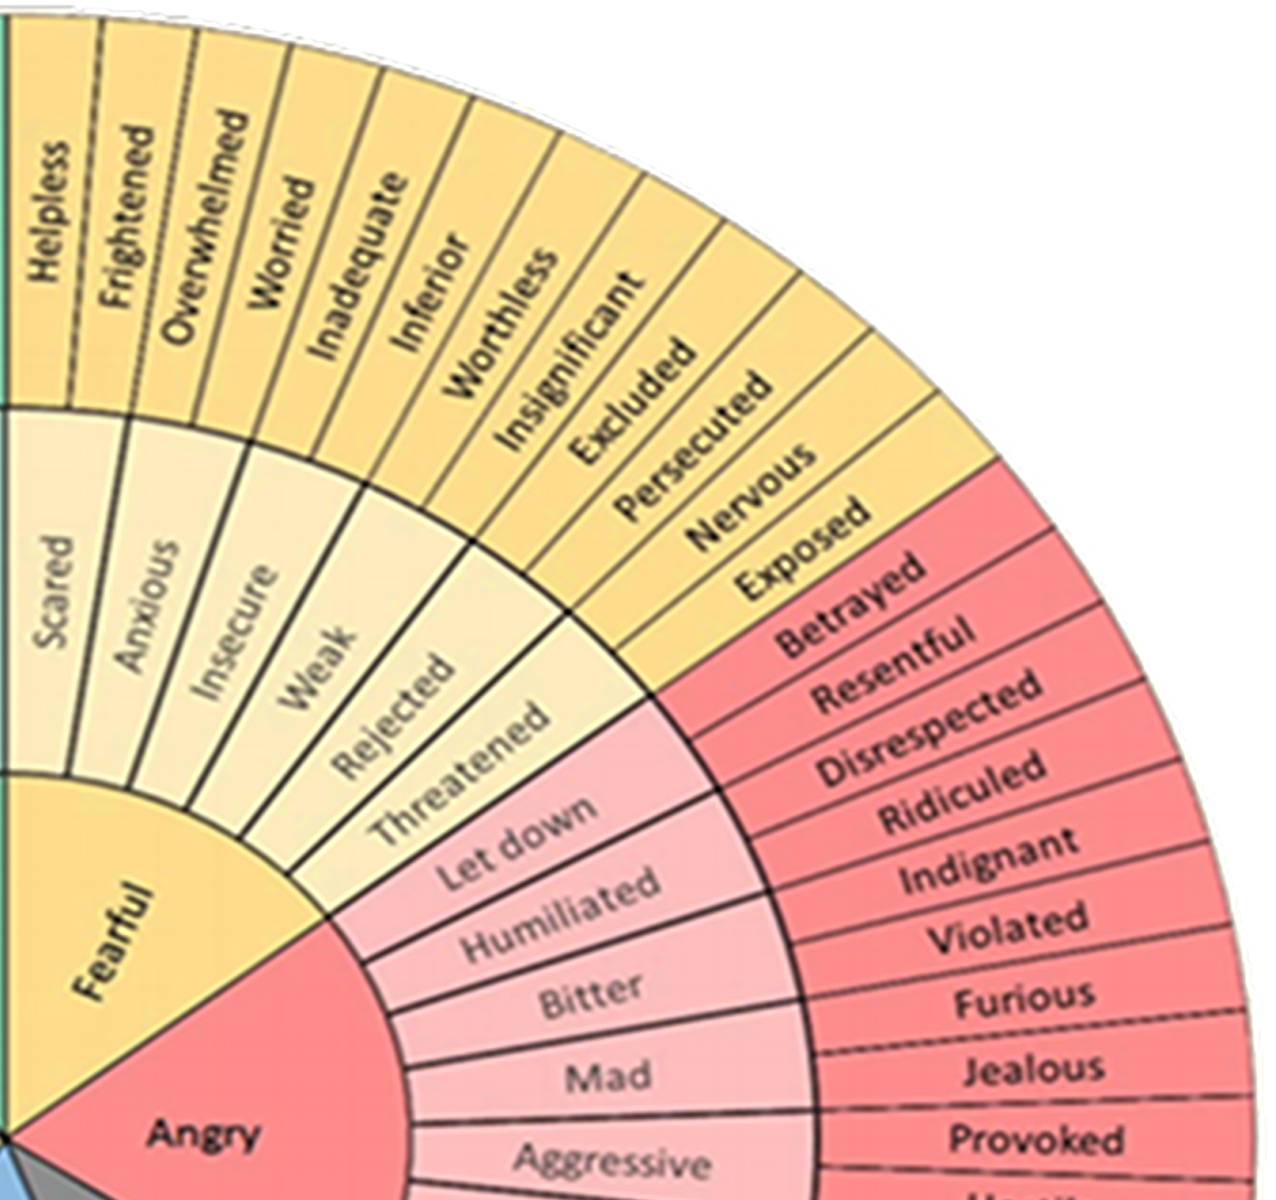 Helpless
Frightened
Overwhelmed
Worried
Inadequate
Inferior
Worthless
Insignificant
Excluded
Persecuted
Nervous
Exposed
Betrayed
Resentful
Disrespected
Ridiculed
Indignant
Violated
Furious
Jealous
Provoked
Scared
Anxious
Insecure
Weak
Rejected
Threatened
Let down
Humiliated
Bitter
Mad
Aggressive
Fearful
Angry